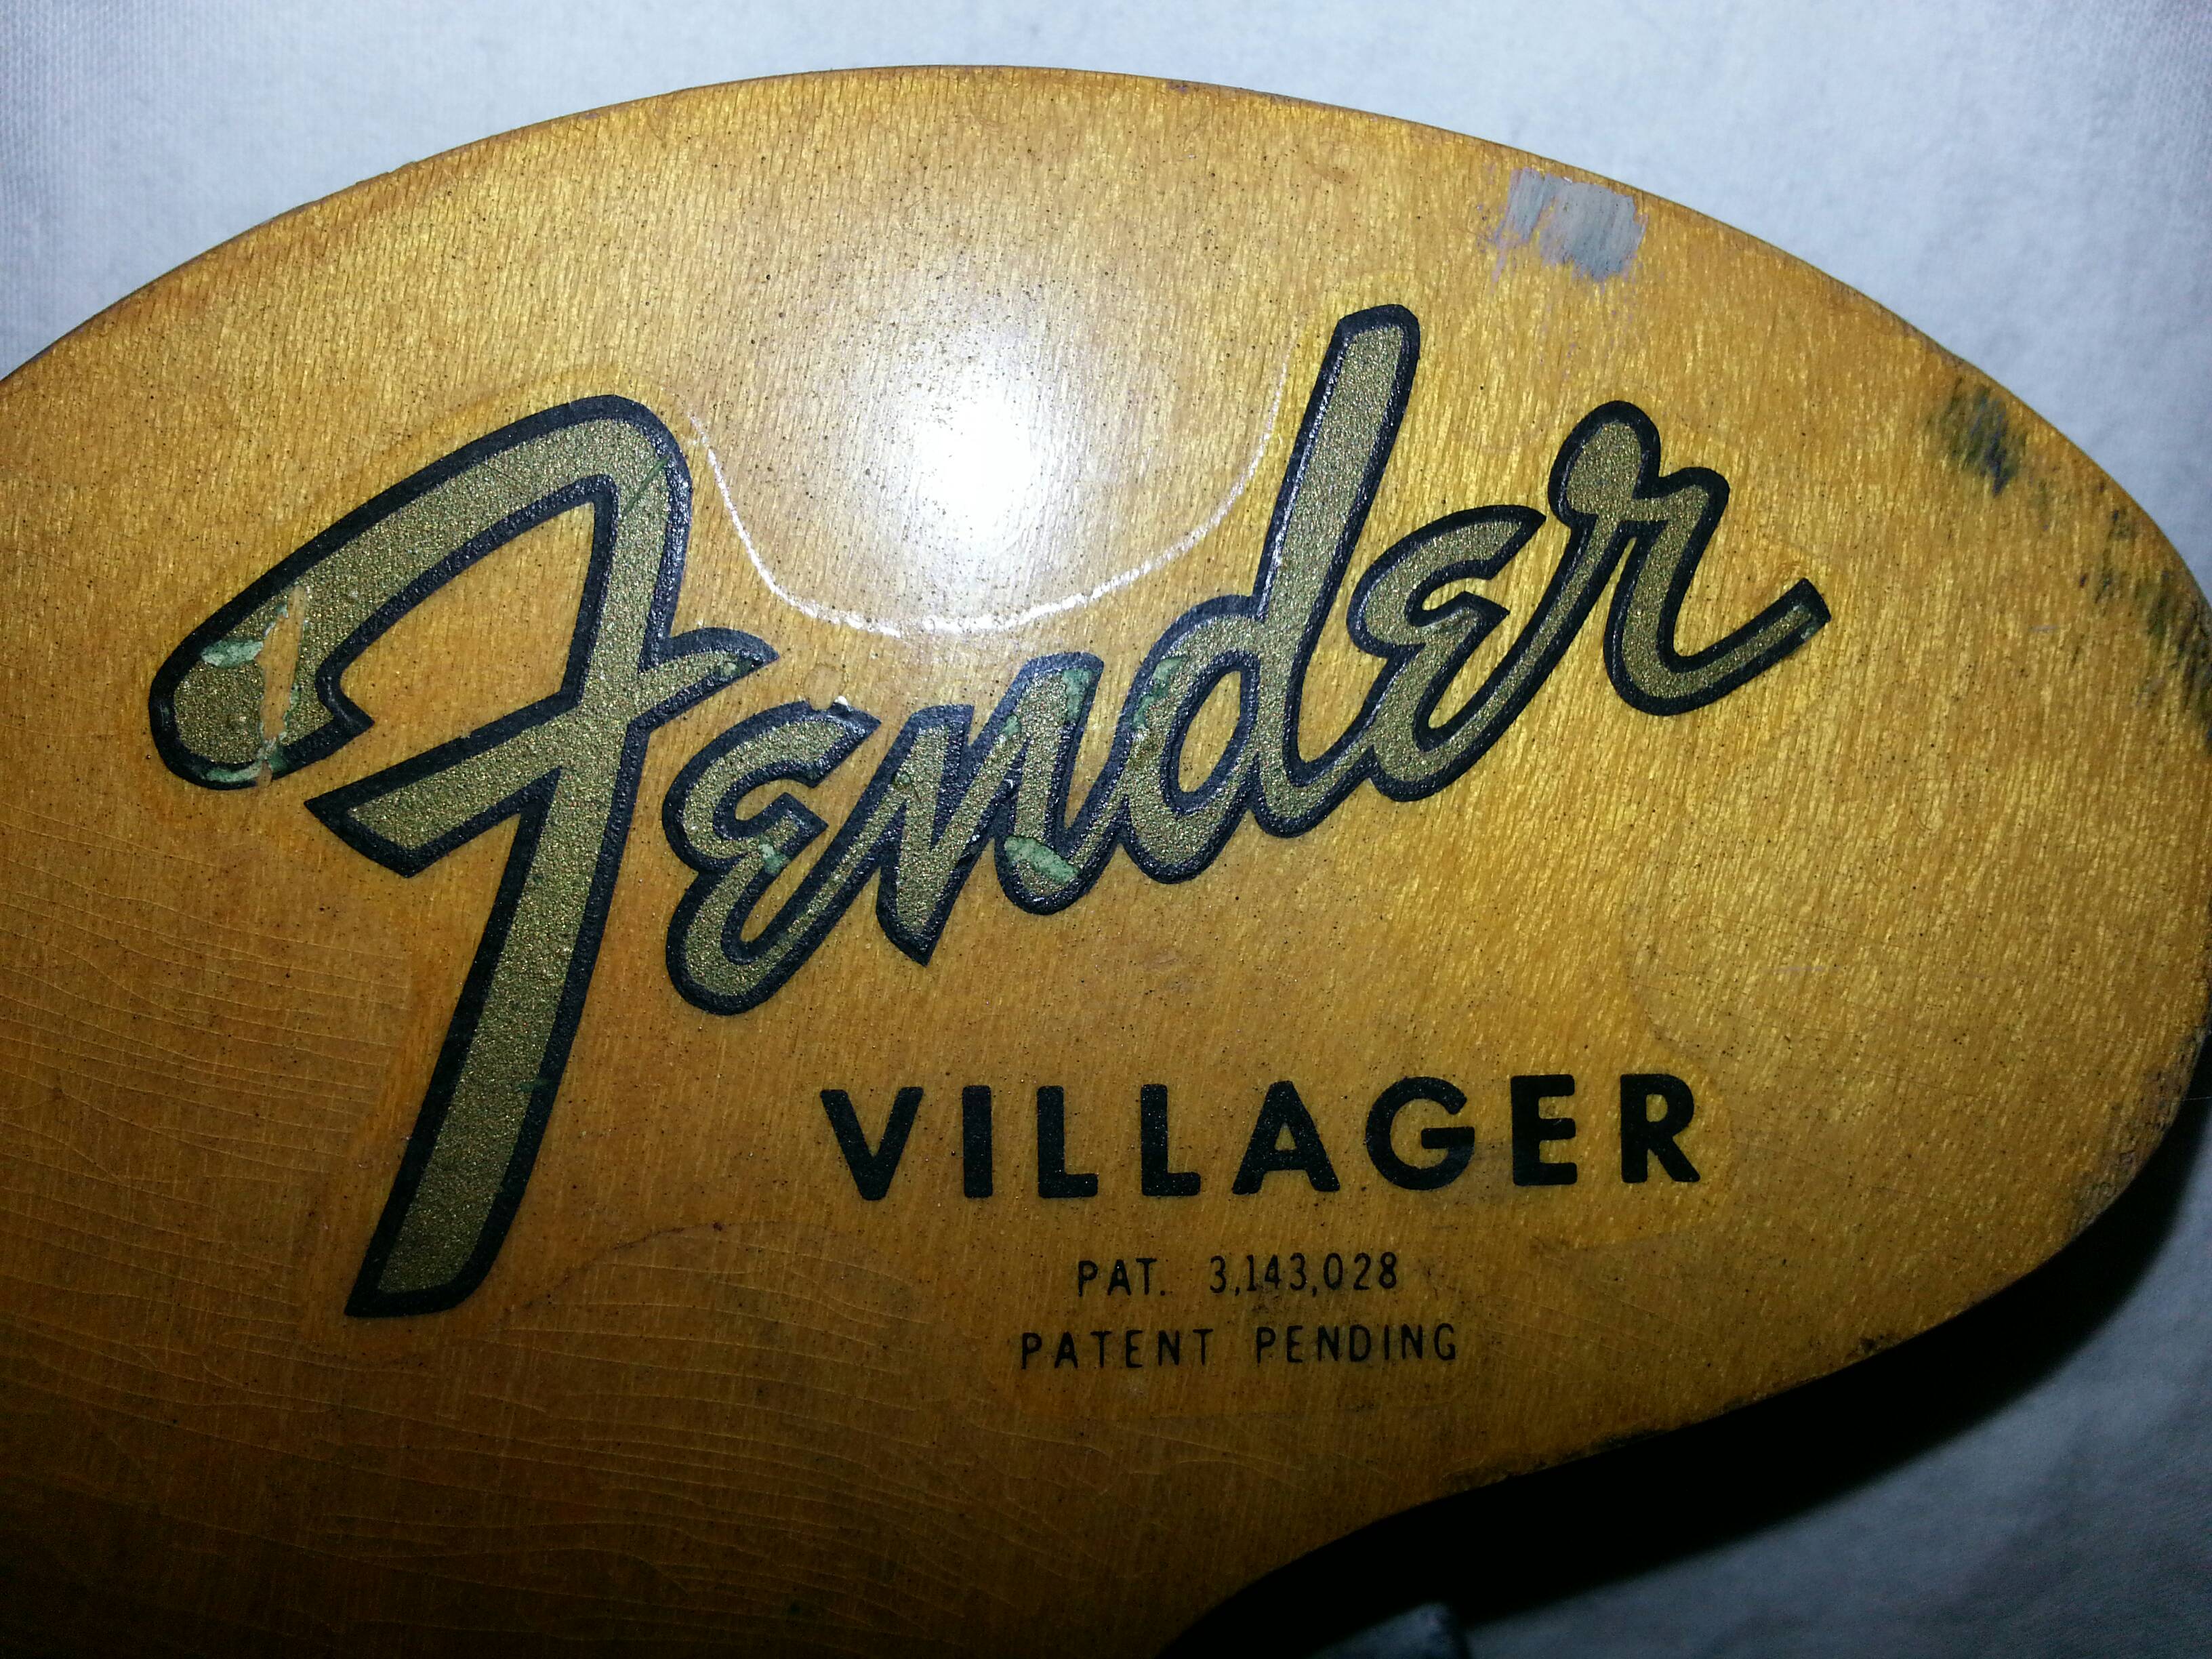 Fender
VILLAGER
PAT. 3,143,028
PATENT PENDING